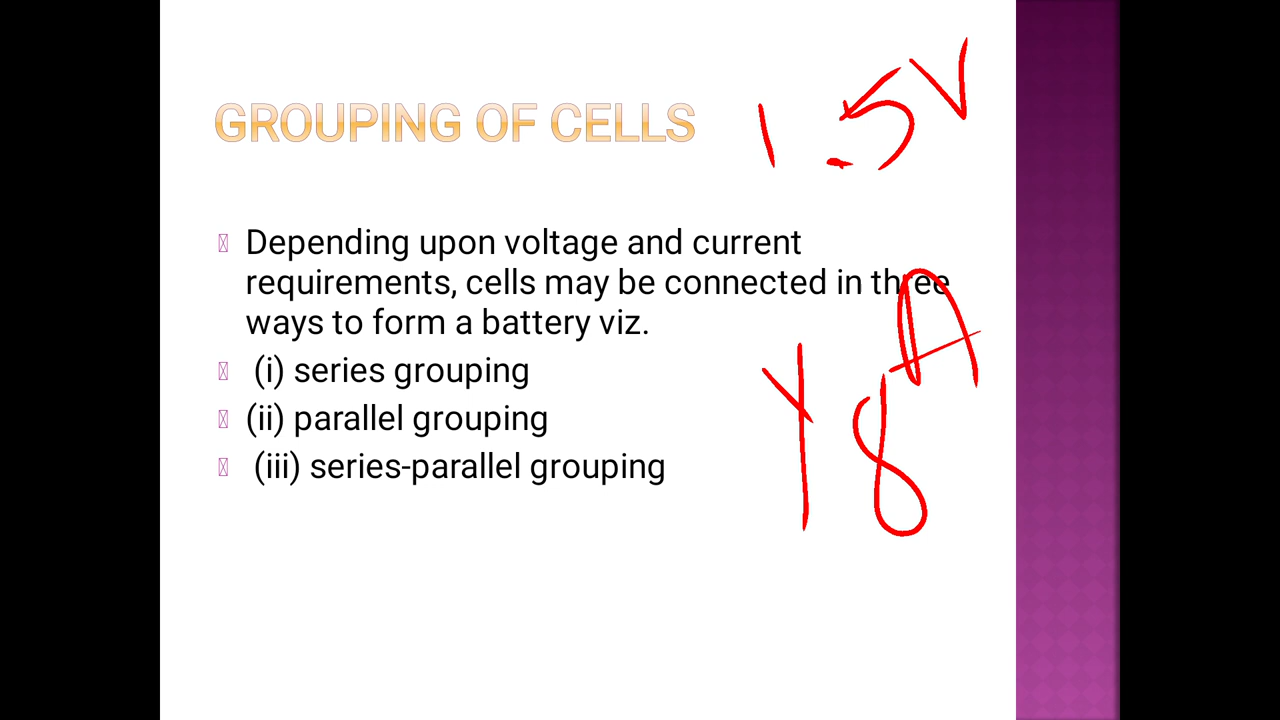 GROUPING OF CELLS
1.5V
Depending upon voltage and current
requirements, cells may be connected in three
ways to form a battery viz.
(i) series grouping
(ii) parallel grouping
(iii) series-parallel grouping
8A